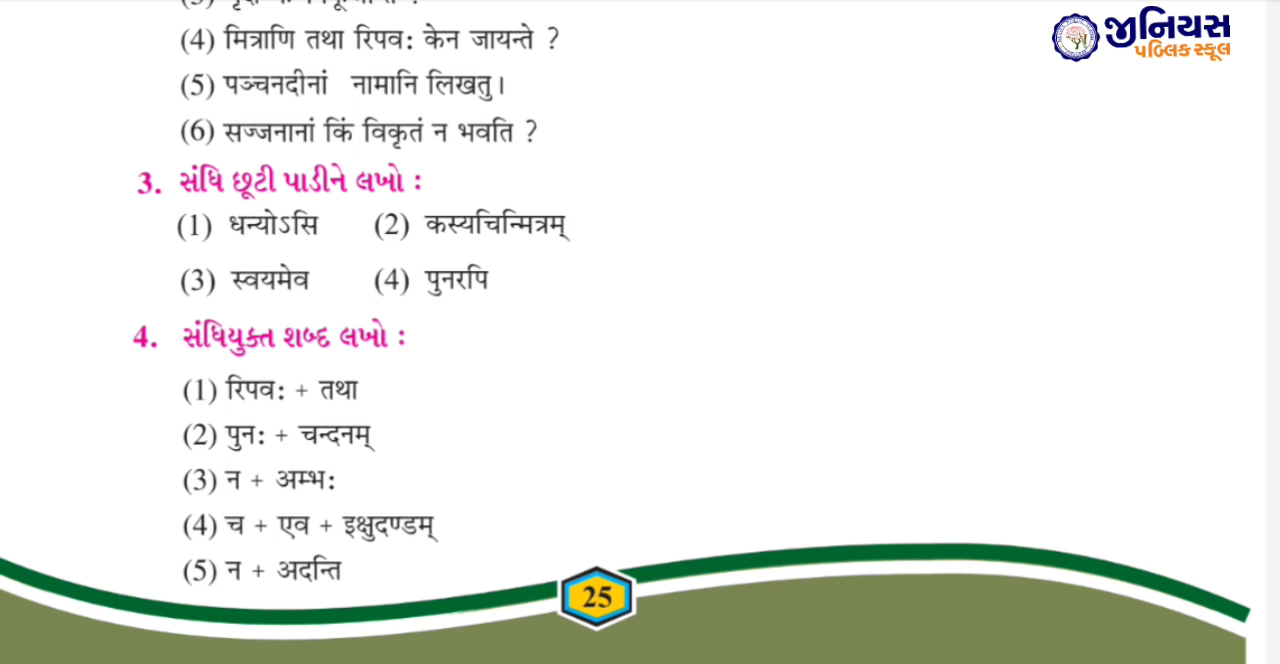 (4) मित्राणि तथा रिपवः केन जायन्ते ?
(5) पञ्चनदीनां नामानि लिखतु।
(6) सज्जनानां किं विकृतं न भवति ?
3. સંધિ છૂટી પાડીને લખો :
(1) धन्योऽसि (2) कस्यचिन्मित्रम्
(3) स्वयमेव (4) पुनरपि
4. સંધિયુક્ત શબ્દ લખો :
(1) रिपवः + तथा
(2) पुनः + चन्दनम्
(3) न + अम्भः
(4) च + एव + इक्षुदण्डम्
(5) न + अदन्ति
25
જીનિયસ
પબ્લિક સ્કૂલ